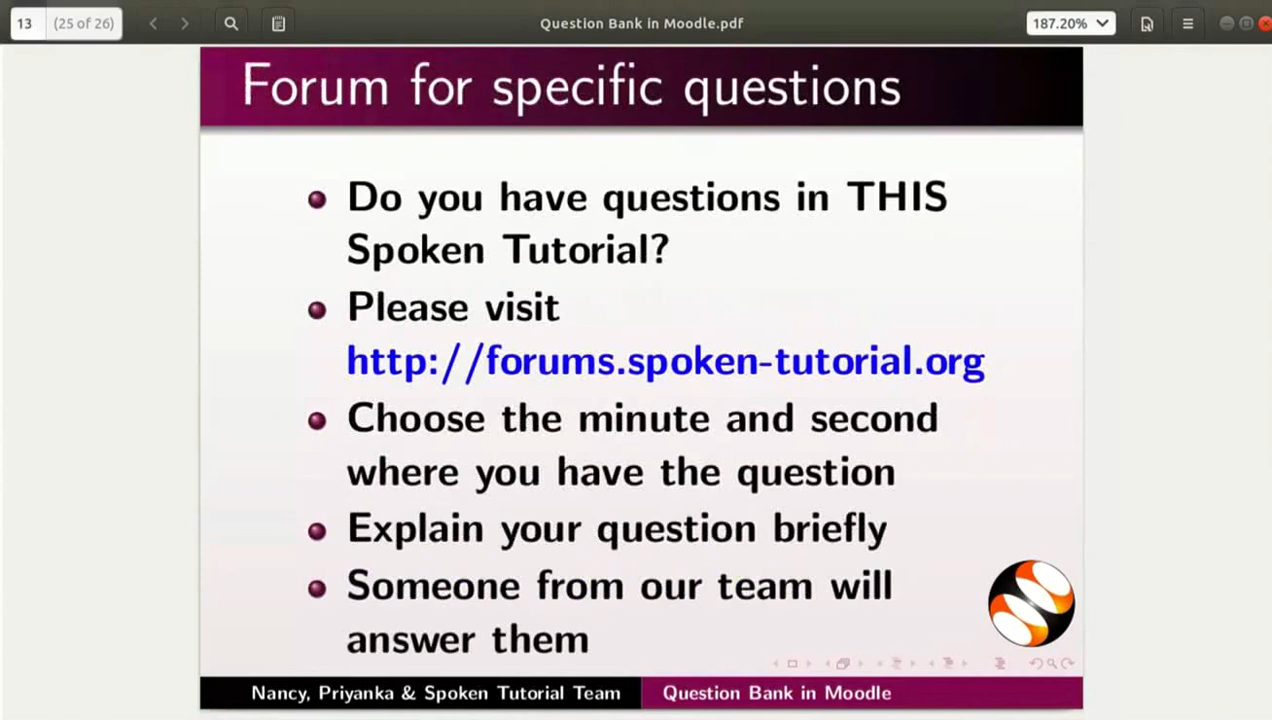 13 (25 of 26) Question Bank in Moodle.pdf 187.20%
Forum for specific questions
Do you have questions in THIS
Spoken Tutorial?
Please visit
http://forums.spoken-tutorial.org
Choose the minute and second
where you have the question
Explain your question briefly
Someone from our team will
answer them
Nancy, Priyanka & Spoken Tutorial Team Question Bank in Moodle